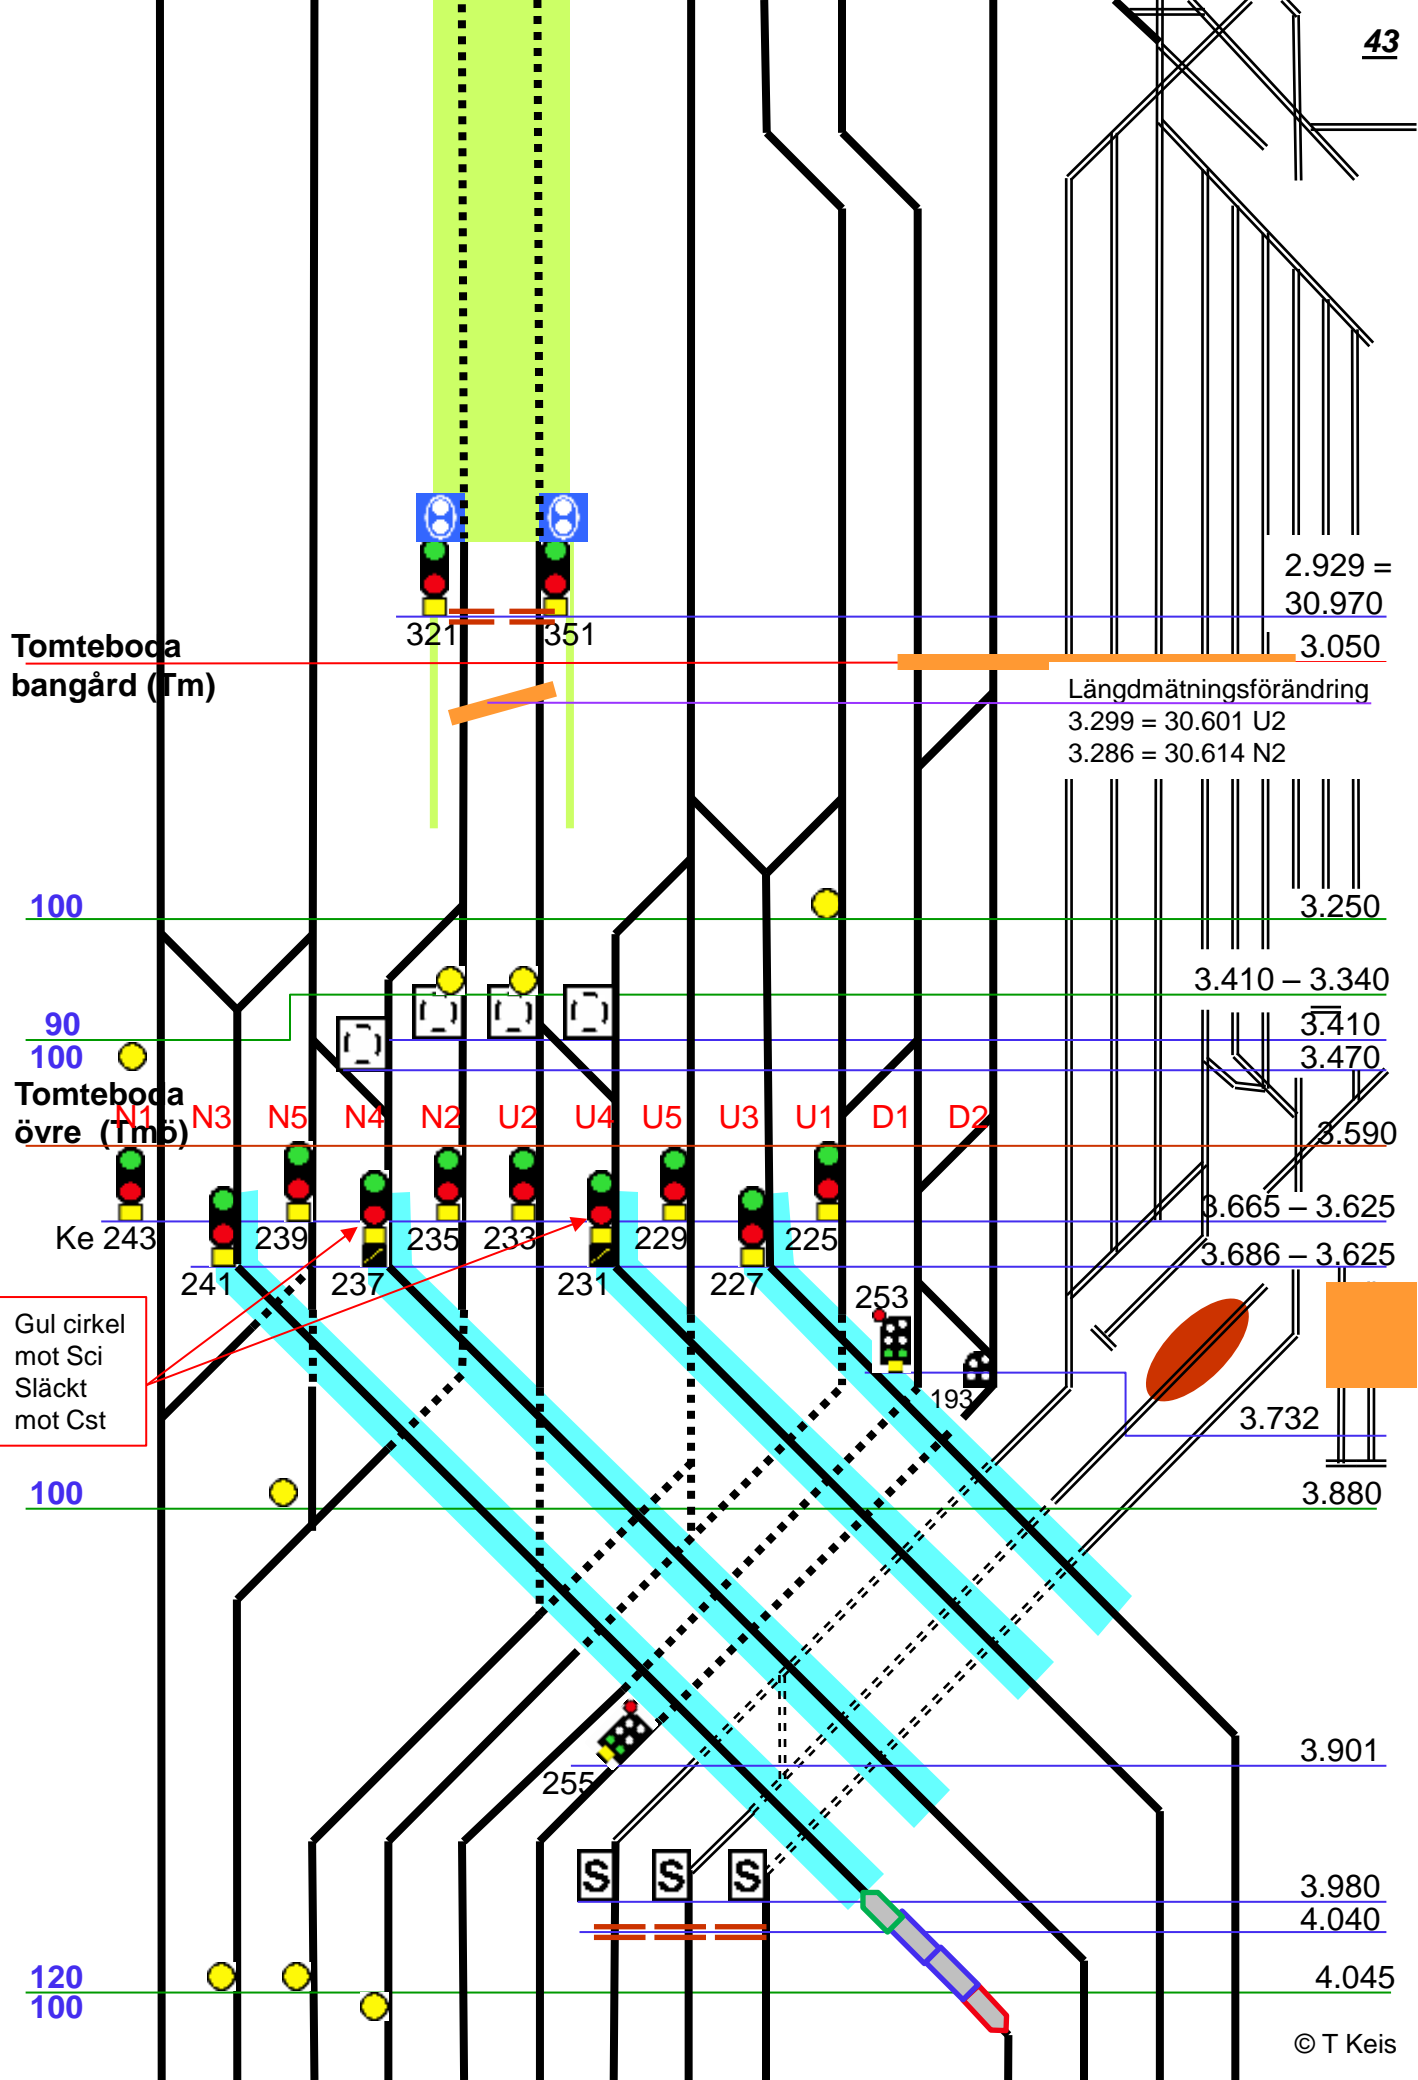 43
2.929 =
30.970
321 351
Tomteboda
bangård (Tm)
3.050
Längdmätningsförändring
3.299 = 30.601 U2
3.286 = 30.614 N2
100 3.250
3.410 – 3.340
90 3.410
100 3.470
Tomteboda
övre (Tmö)
N1 N3 N5 N4 N2 U2 U4 U5 U3 U1 D1 D2
3.590
3.665 – 3.625
Ke 243 239 235 233 229 225
3.686 – 3.625
241 237 231 227
253
Gul cirkel
mot Sci
Släckt
mot Cst
193
3.732
100 3.880
3.901
255
S S S
3.980
4.040
120 4.045
100
© T Keis